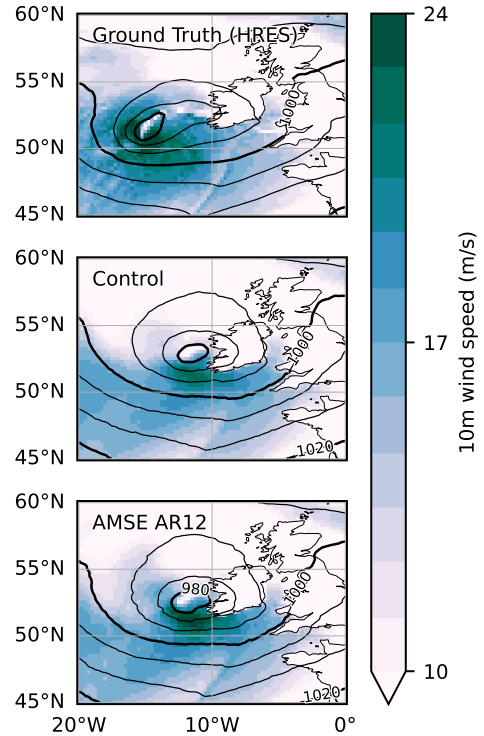 60°N
Ground Truth (HRES)
55°N
1000
50°N
45°N
60°N
Control
55°N
1000
50°N
1020
45°N
60°N
AMSE AR12
55°N
980
1000
50°N
1020
45°N
20°W
10°W
0°
24
17
10
10m wind speed (m/s)